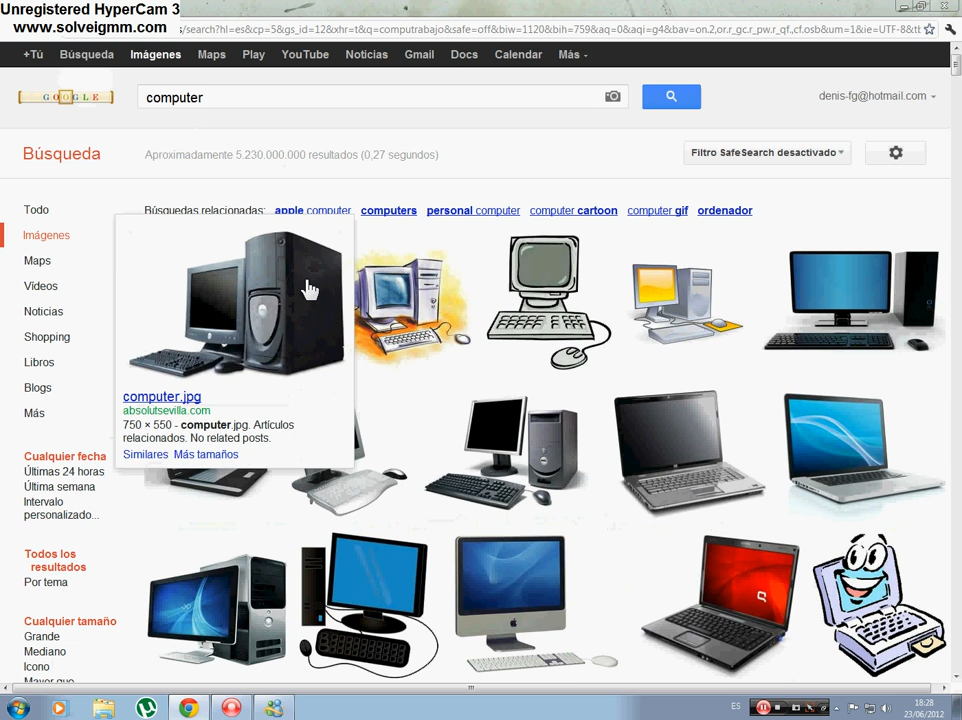 Unregistered HyperCam 3
www.solveigmm.com
/search?hl=es&cp=5&gs_id=12&xhr=t&q=computrabajo&safe=off&biw=1120&bih=759&aq=0&aqi=g4&bav=on.2,or.r_gc.r_pw.r_qf.,cf.osb&um=1&ie=UTF-8&tb
+Tú Búsqueda Imágenes Maps Play YouTube Noticias Gmail Docs Calendar Más
GOOGLE
computer
denis-fg@hotmail.com
Búsqueda
Aproximadamente 5.230.000.000 resultados (0,27 segundos)
Filtro SafeSearch desactivado
Todo
Imágenes
Maps
Vídeos
Noticias
Shopping
Libros
Blogs
Más
Cualquier fecha
Últimas 24 horas
Última semana
Intervalo
personalizado...
Todos los
resultados
Por tema
Cualquier tamaño
Grande
Mediano
Icono
Mayor que
Búsquedas relacionadas: apple computer computers personal computer computer cartoon computer gif ordenador
computer.jpg
absolutsevilla.com
750 × 550 - computer.jpg. Artículos
relacionados. No related posts.
Similares Más tamaños
ES
18:28
23/06/2012